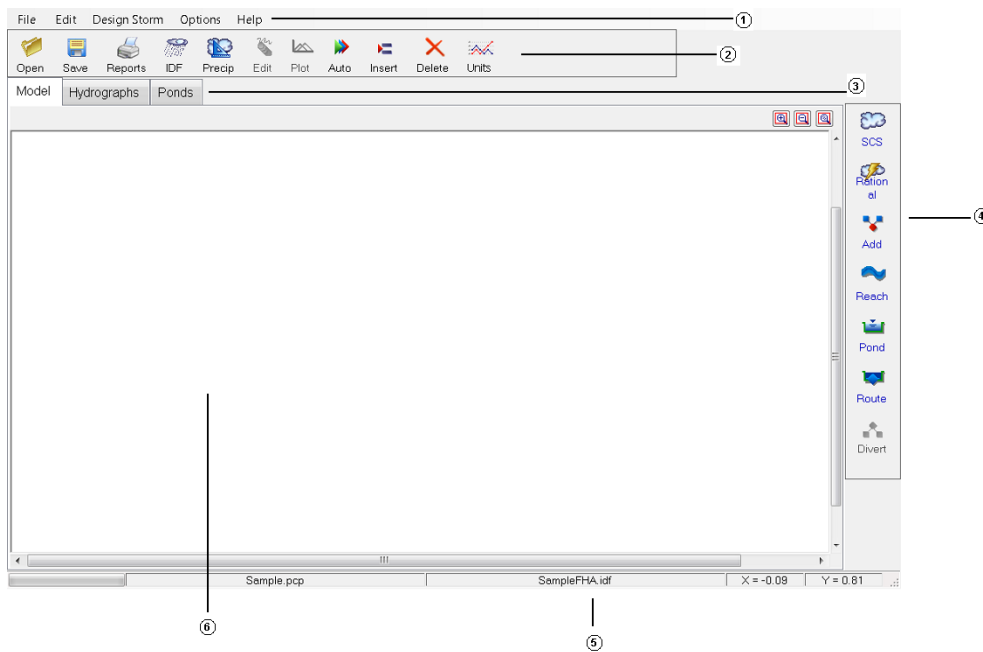 File Edit Design Storm Options Help ①
Open Save Reports IDF Precip Edit Plot Auto Insert Delete Units ②
Model Hydrographs Ponds ③
SCS
Ration
al
④
Add
Reach
Pond
Route
Divert
Sample.pcp SampleFHA.idf X = -0.09 Y = 0.81
⑥
⑤